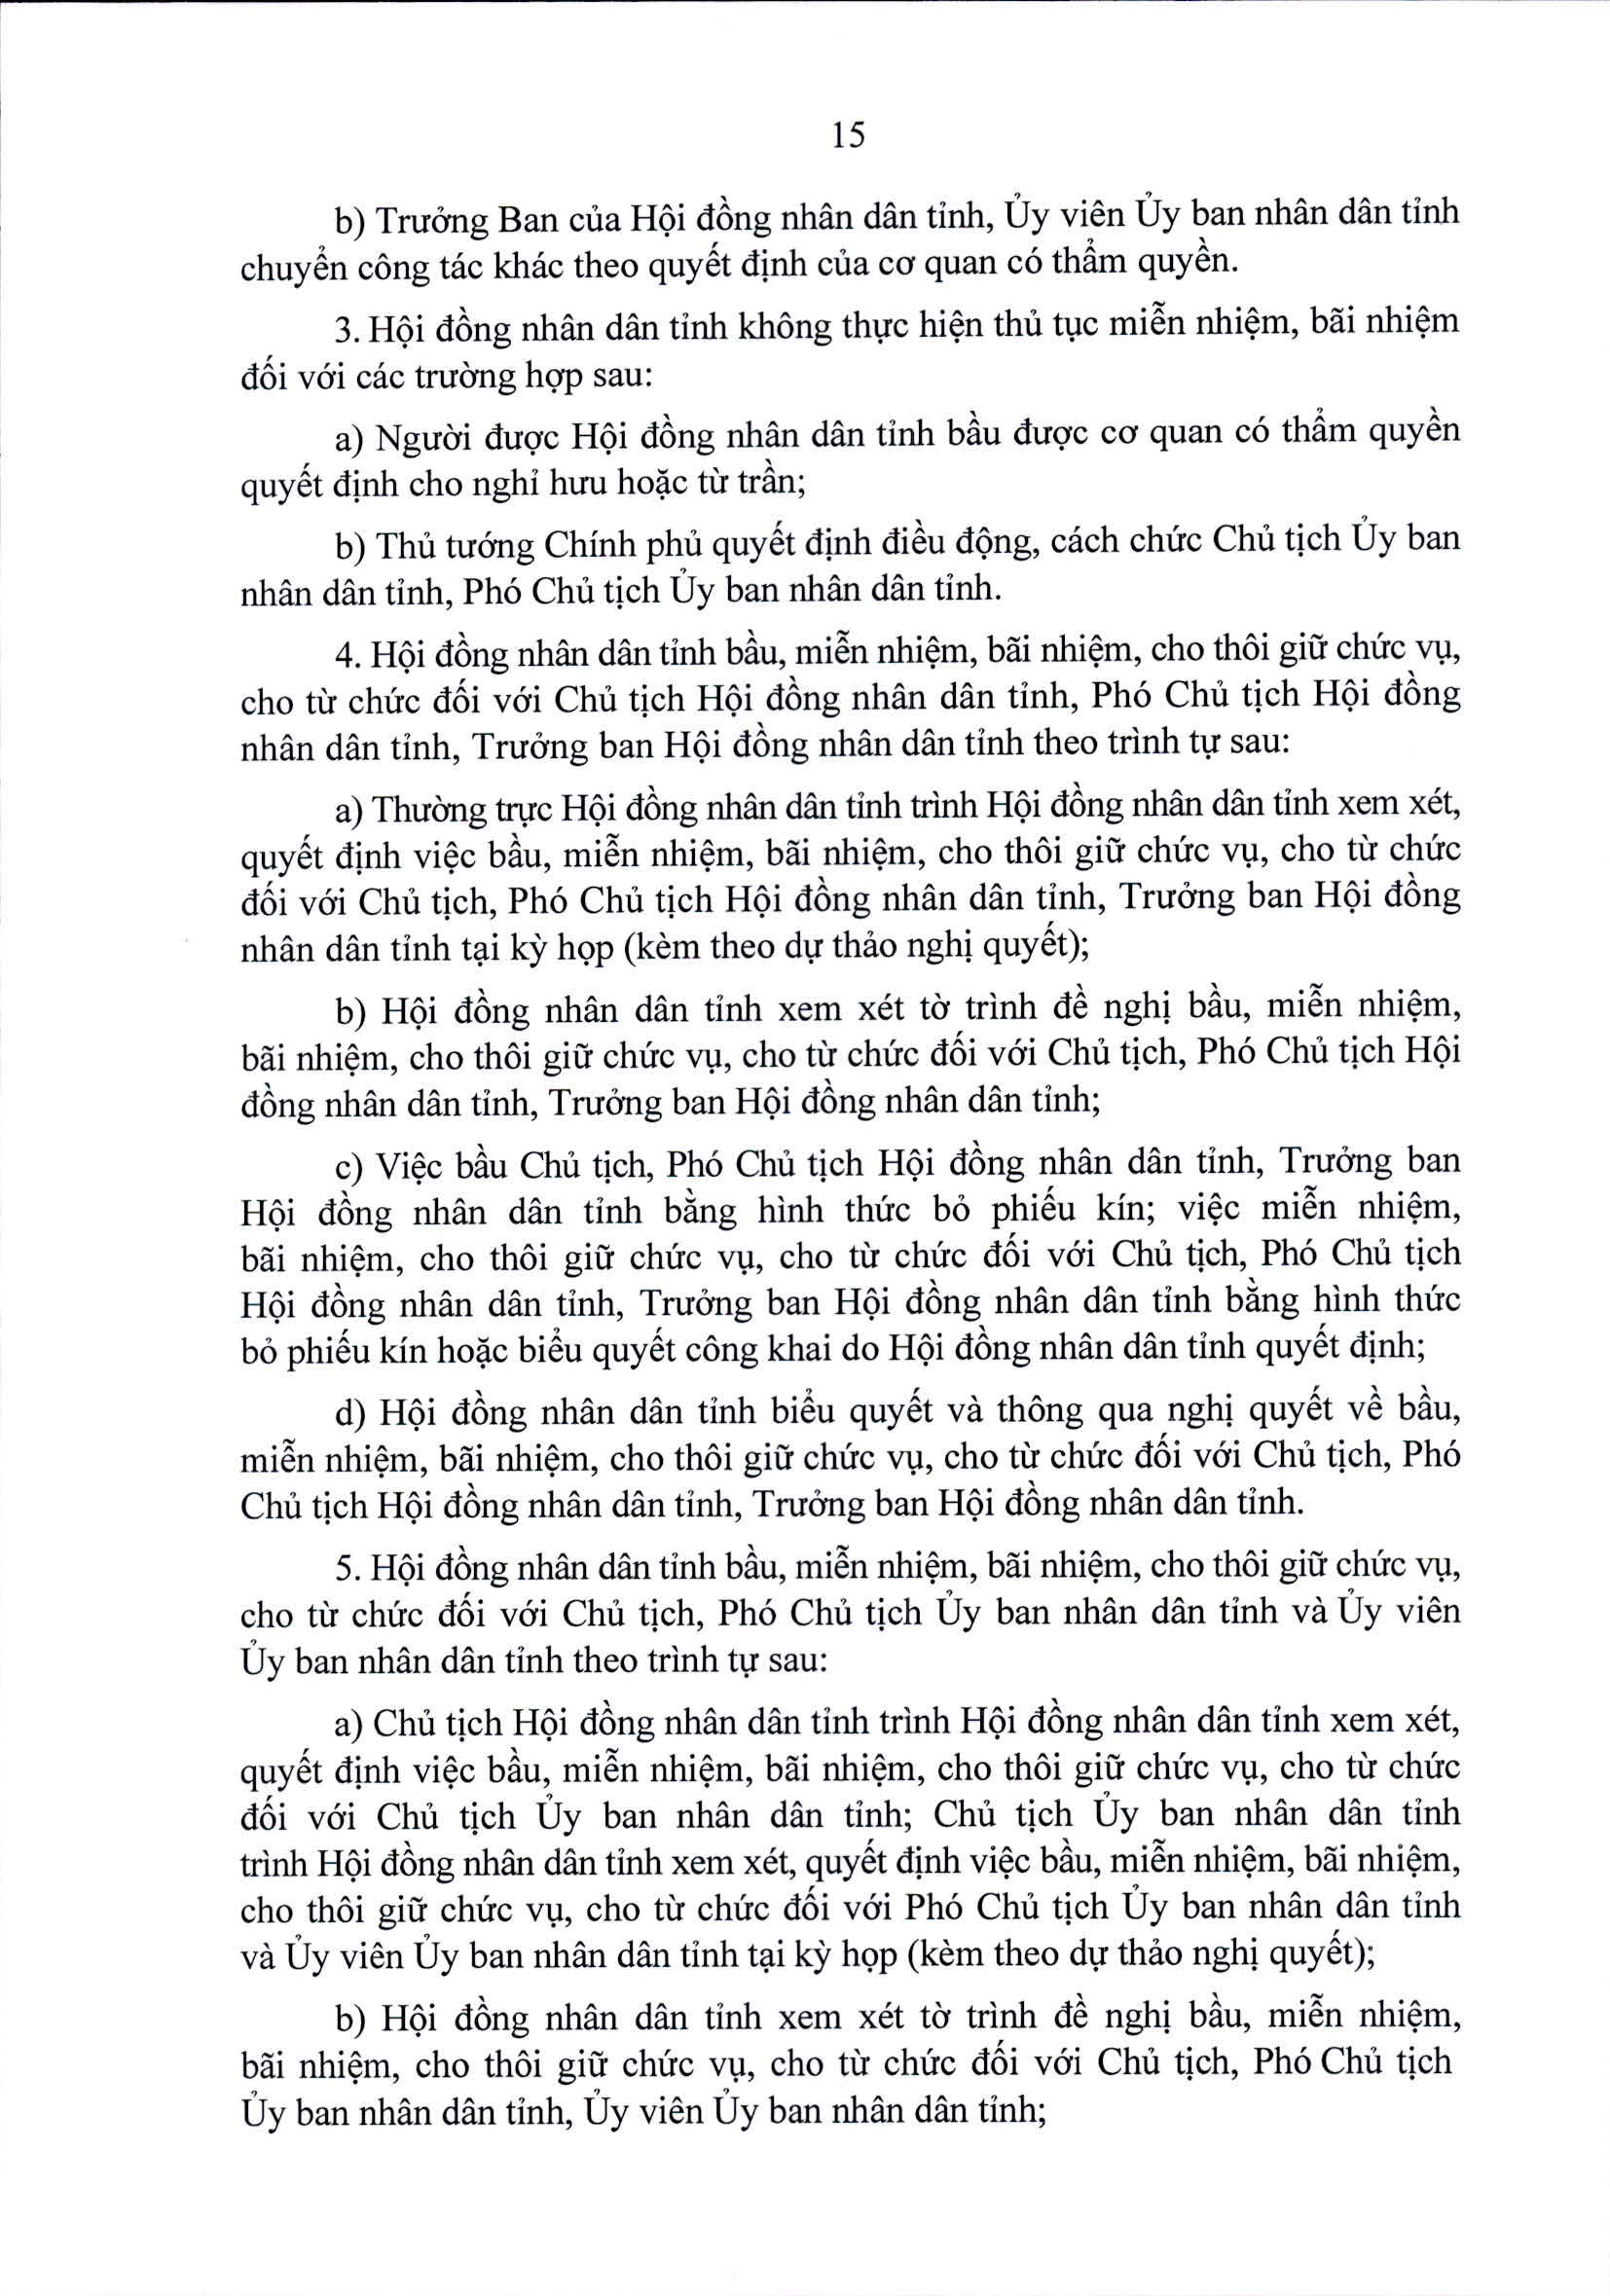 15
b) Trưởng Ban của Hội đồng nhân dân tỉnh, Ủy viên Ủy ban nhân dân tỉnh
chuyển công tác khác theo quyết định của cơ quan có thẩm quyền.
3. Hội đồng nhân dân tỉnh không thực hiện thủ tục miễn nhiệm, bãi nhiệm
đối với các trường hợp sau:
a) Người được Hội đồng nhân dân tỉnh bầu được cơ quan có thẩm quyền
quyết định cho nghỉ hưu hoặc từ trần;
b) Thủ tướng Chính phủ quyết định điều động, cách chức Chủ tịch Ủy ban
nhân dân tỉnh, Phó Chủ tịch Ủy ban nhân dân tỉnh.
4. Hội đồng nhân dân tỉnh bầu, miễn nhiệm, bãi nhiệm, cho thôi giữ chức vụ,
cho từ chức đối với Chủ tịch Hội đồng nhân dân tỉnh, Phó Chủ tịch Hội đồng
nhân dân tỉnh, Trưởng ban Hội đồng nhân dân tỉnh theo trình tự sau:
a) Thường trực Hội đồng nhân dân tỉnh trình Hội đồng nhân dân tỉnh xem xét,
quyết định việc bầu, miễn nhiệm, bãi nhiệm, cho thôi giữ chức vụ, cho từ chức
đối với Chủ tịch, Phó Chủ tịch Hội đồng nhân dân tỉnh, Trưởng ban Hội đồng
nhân dân tỉnh tại kỳ họp (kèm theo dự thảo nghị quyết);
b) Hội đồng nhân dân tỉnh xem xét tờ trình đề nghị bầu, miễn nhiệm,
bãi nhiệm, cho thôi giữ chức vụ, cho từ chức đối với Chủ tịch, Phó Chủ tịch Hội
đồng nhân dân tỉnh, Trưởng ban Hội đồng nhân dân tỉnh;
c) Việc bầu Chủ tịch, Phó Chủ tịch Hội đồng nhân dân tỉnh, Trưởng ban
Hội đồng nhân dân tỉnh bằng hình thức bỏ phiếu kín; việc miễn nhiệm,
bãi nhiệm, cho thôi giữ chức vụ, cho từ chức đối với Chủ tịch, Phó Chủ tịch
Hội đồng nhân dân tỉnh, Trưởng ban Hội đồng nhân dân tỉnh bằng hình thức
bỏ phiếu kín hoặc biểu quyết công khai do Hội đồng nhân dân tỉnh quyết định;
d) Hội đồng nhân dân tỉnh biểu quyết và thông qua nghị quyết về bầu,
miễn nhiệm, bãi nhiệm, cho thôi giữ chức vụ, cho từ chức đối với Chủ tịch, Phó
Chủ tịch Hội đồng nhân dân tỉnh, Trưởng ban Hội đồng nhân dân tỉnh.
5. Hội đồng nhân dân tỉnh bầu, miễn nhiệm, bãi nhiệm, cho thôi giữ chức vụ,
cho từ chức đối với Chủ tịch, Phó Chủ tịch Ủy ban nhân dân tỉnh và Ủy viên
Ủy ban nhân dân tỉnh theo trình tự sau:
a) Chủ tịch Hội đồng nhân dân tỉnh trình Hội đồng nhân dân tỉnh xem xét,
quyết định việc bầu, miễn nhiệm, bãi nhiệm, cho thôi giữ chức vụ, cho từ chức
đối với Chủ tịch Ủy ban nhân dân tỉnh; Chủ tịch Ủy ban nhân dân tỉnh
trình Hội đồng nhân dân tỉnh xem xét, quyết định việc bầu, miễn nhiệm, bãi nhiệm,
cho thôi giữ chức vụ, cho từ chức đối với Phó Chủ tịch Ủy ban nhân dân tỉnh
và Ủy viên Ủy ban nhân dân tỉnh tại kỳ họp (kèm theo dự thảo nghị quyết);
b) Hội đồng nhân dân tỉnh xem xét tờ trình đề nghị bầu, miễn nhiệm,
bãi nhiệm, cho thôi giữ chức vụ, cho từ chức đối với Chủ tịch, Phó Chủ tịch
Ủy ban nhân dân tỉnh, Ủy viên Ủy ban nhân dân tỉnh;